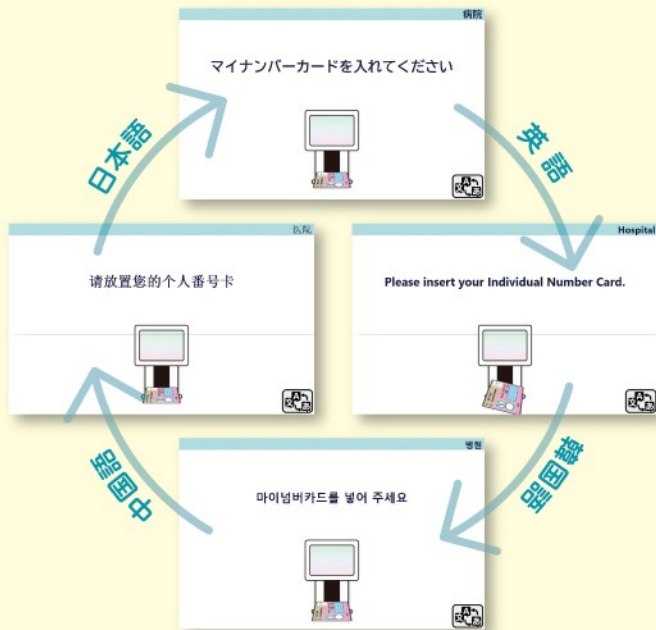 病院
マイナンバーカードを入れてください
日本語
英語
医院
请放置您的个人番号卡
Hospital
Please insert your Individual Number Card.
中国語
韓国語
병원
마이넘버카드를 넣어 주세요